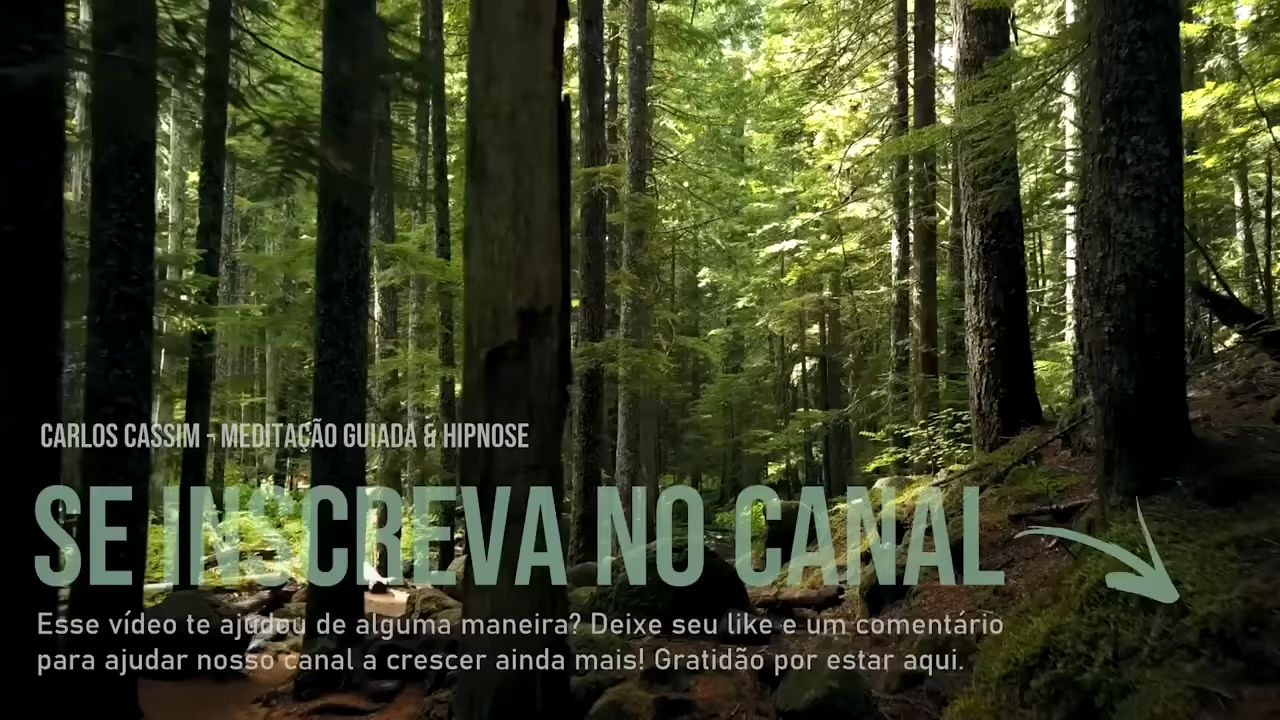 CARLOS CASSIM - MEDITAÇÃO GUIADA & HIPNOSE
SE INSCREVA NO CANAL
Esse vídeo te ajudou de alguma maneira? Deixe seu like e um comentário
para ajudar nosso canal a crescer ainda mais! Gratidão por estar aqui.